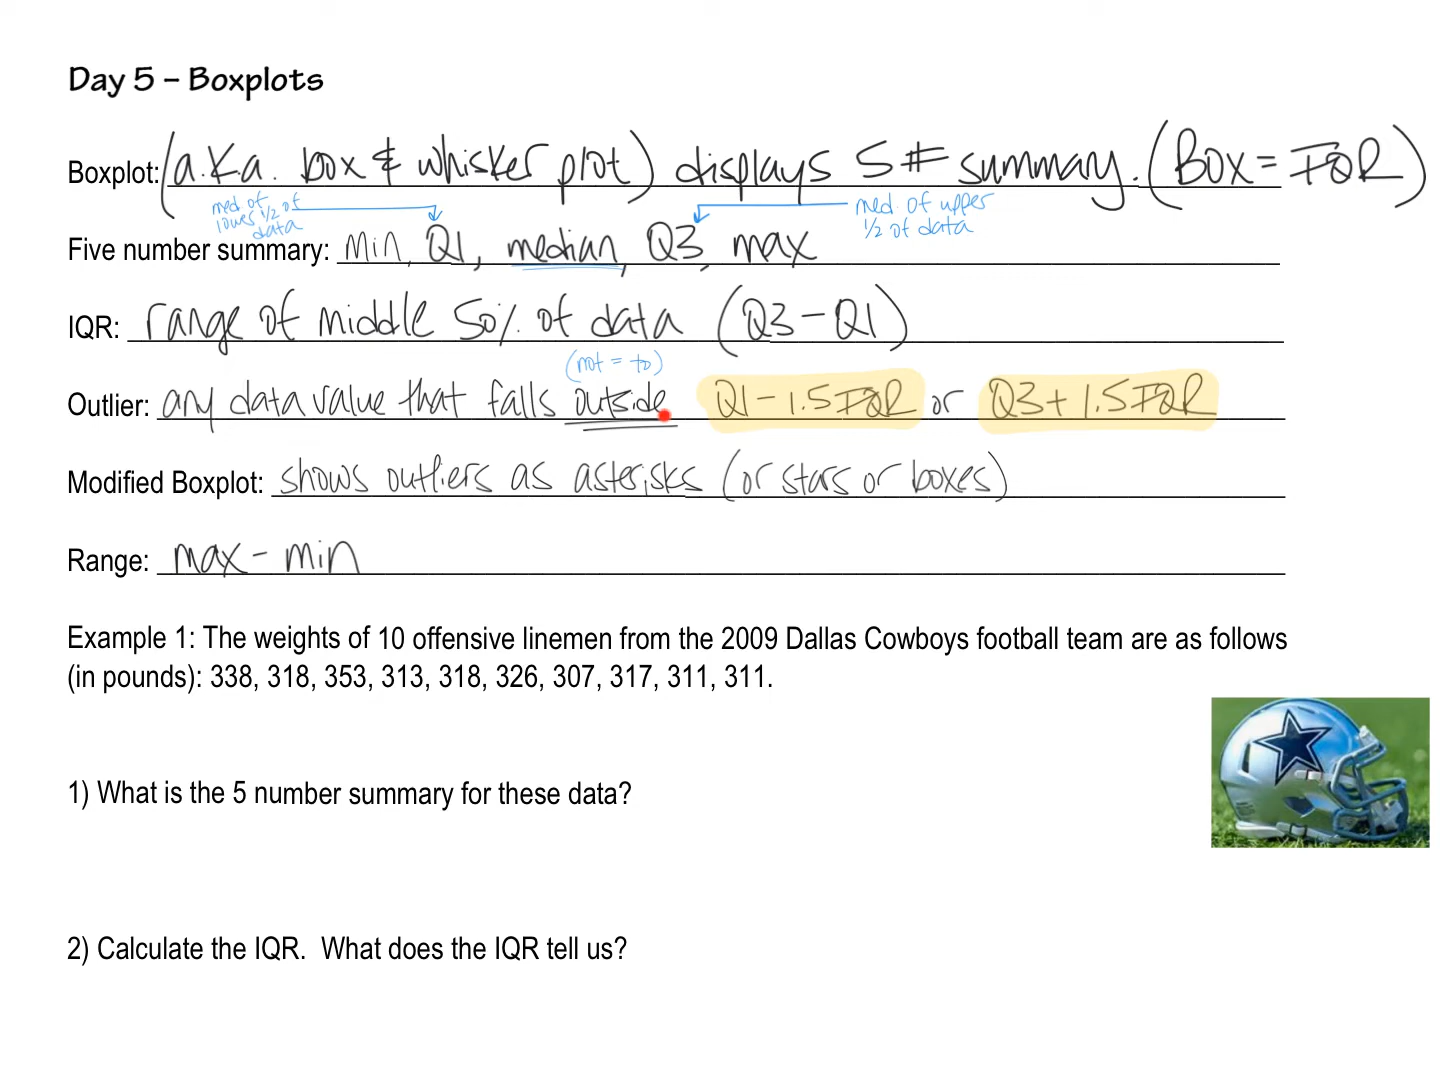 Day 5 – Boxplots
Boxplot: (a.k.a. box & whisker plot) displays 5 # summary. (Box = IQR)
med of lower 1/2 of data
med. of upper 1/2 of data
Five number summary: Min, Q1, median, Q3, max
IQR: range of middle 50% of data (Q3 – Q1)
(not = to)
Outlier: any data value that falls outside Q1 – 1.5 IQR or Q3 + 1.5 IQR
Modified Boxplot: shows outliers as asterisks (or stars or boxes)
Range: max – min
Example 1: The weights of 10 offensive linemen from the 2009 Dallas Cowboys football team are as follows
(in pounds): 338, 318, 353, 313, 318, 326, 307, 317, 311, 311.
1) What is the 5 number summary for these data?
2) Calculate the IQR.  What does the IQR tell us?